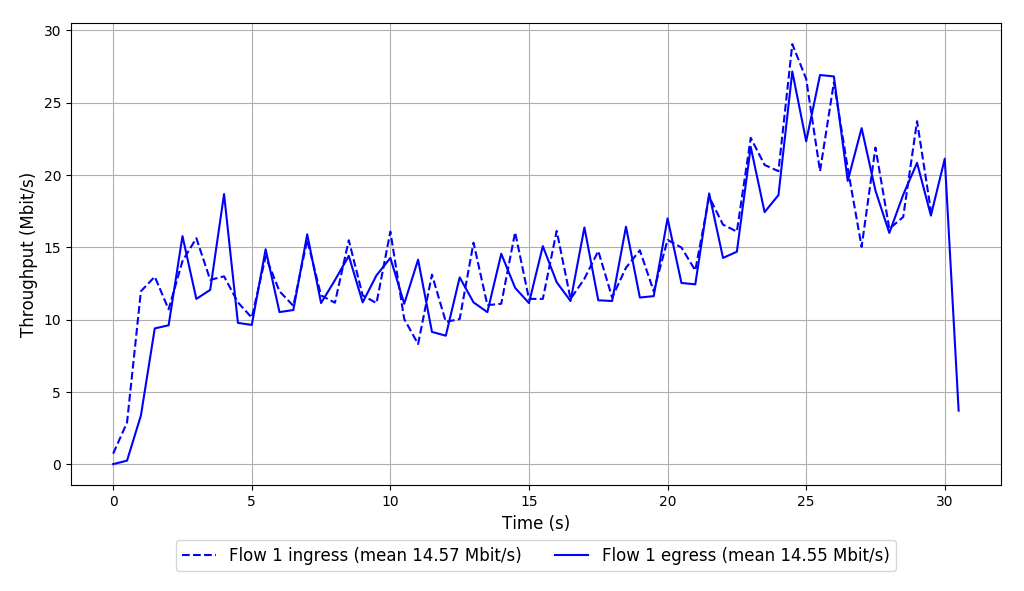 30
25
20
15
10
5
0
Throughput (Mbit/s)
0 5 10 15 20 25 30
Time (s)
Flow 1 ingress (mean 14.57 Mbit/s) Flow 1 egress (mean 14.55 Mbit/s)